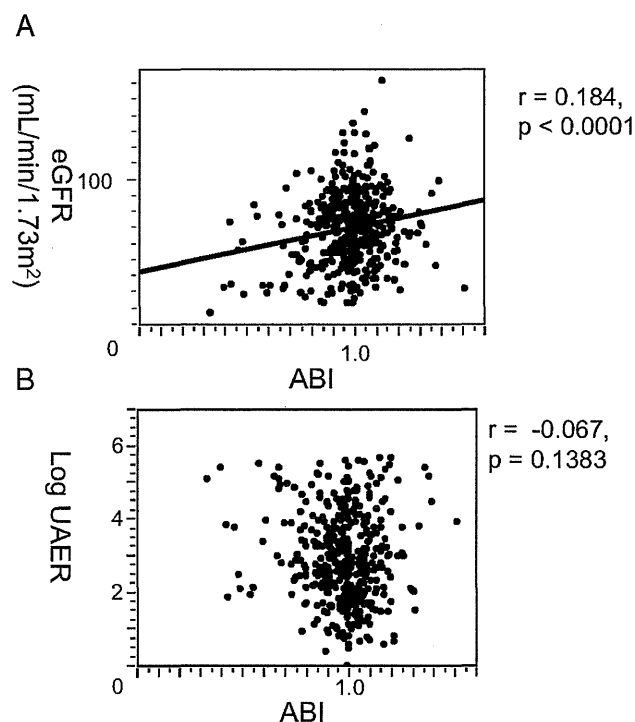 A
r = 0.184,
p < 0.0001
eGFR
(mL/min/1.73m²)
100
0
1.0
ABI
B
r = -0.067,
p = 0.1383
Log UAER
6
4
2
0
1.0
ABI